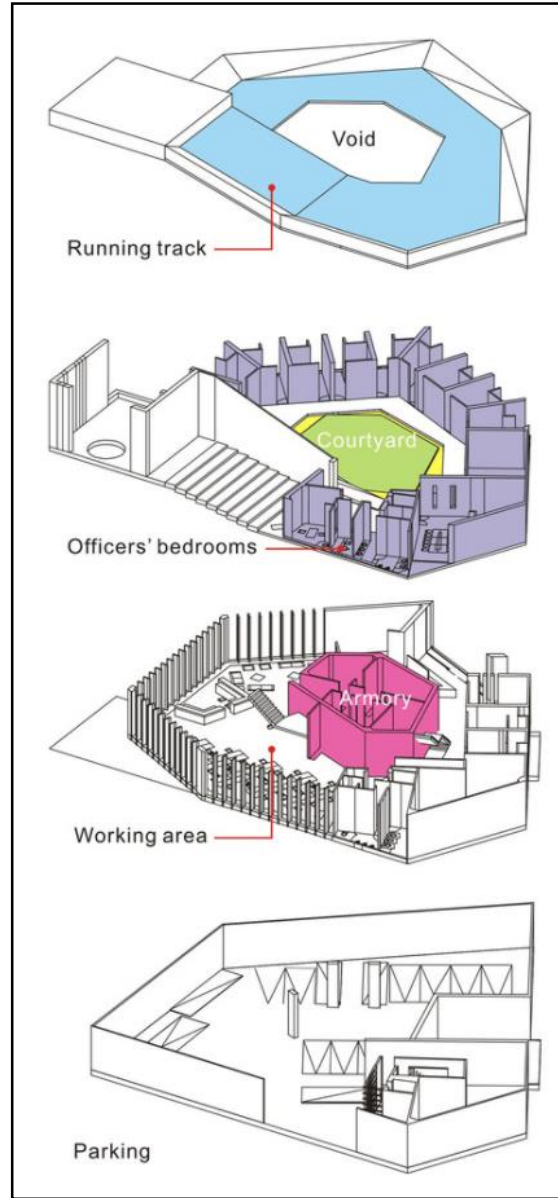 Void
Running track
Courtyard
Officers' bedrooms
Armory
Working area
Parking